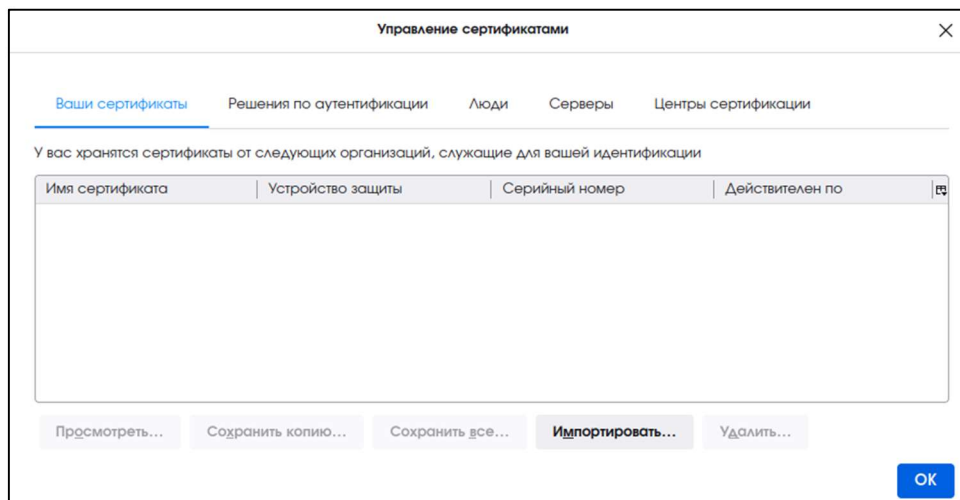 Управление сертификатами
Ваши сертификаты Решения по аутентификации Люди Серверы Центры сертификации
У вас хранятся сертификаты от следующих организаций, служащие для вашей идентификации
Имя сертификата Устройство защиты Серийный номер Действителен по
Просмотреть... Сохранить копию... Сохранить все... Импортировать... Удалить...
ОК